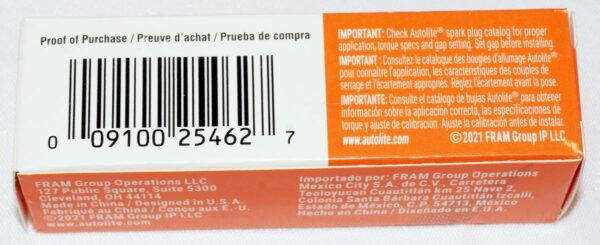 Proof of Purchase / Preuve d'achat / Prueba de compra
0 09100 25462 7
IMPORTANT: Check Autolite® spark plug catalog for proper
application, torque specs and gap setting. Set gap before installing.
IMPORTANT : Consultez le catalogue des bougies d'allumage Autolite®
pour connaître l'application, les caractéristiques des couples de
serrage et l'écartement appropriés. Réglez l'écartement avant la pose.
IMPORTANTE: Consulte el catálogo de bujías Autolite® para obtener
información sobre la aplicación correcta, las especificaciones de
torque y ajuste de calibración. Ajuste la calibración antes de instalar.
www.autolite.com ©2021 FRAM Group IP LLC
FRAM Group Operations LLC
127 Public Square, Suite 5300
Cleveland, OH 44114
Made in China / Designed in U.S.A.
Fabriqué au China / Conçu aux É.-U.
©2021 FRAM Group IP LLC
Importado por: FRAM Group Operations
Mexico City S.A. de C.V., Carretera
Teoloyucan Cuautitlán km 25 Nave 2,
Colonia Santa Bárbara Cuautitlán Izcalli,
Estado de México, C.P. 54713, México
Hecho en China / Diseñado en E.U.A